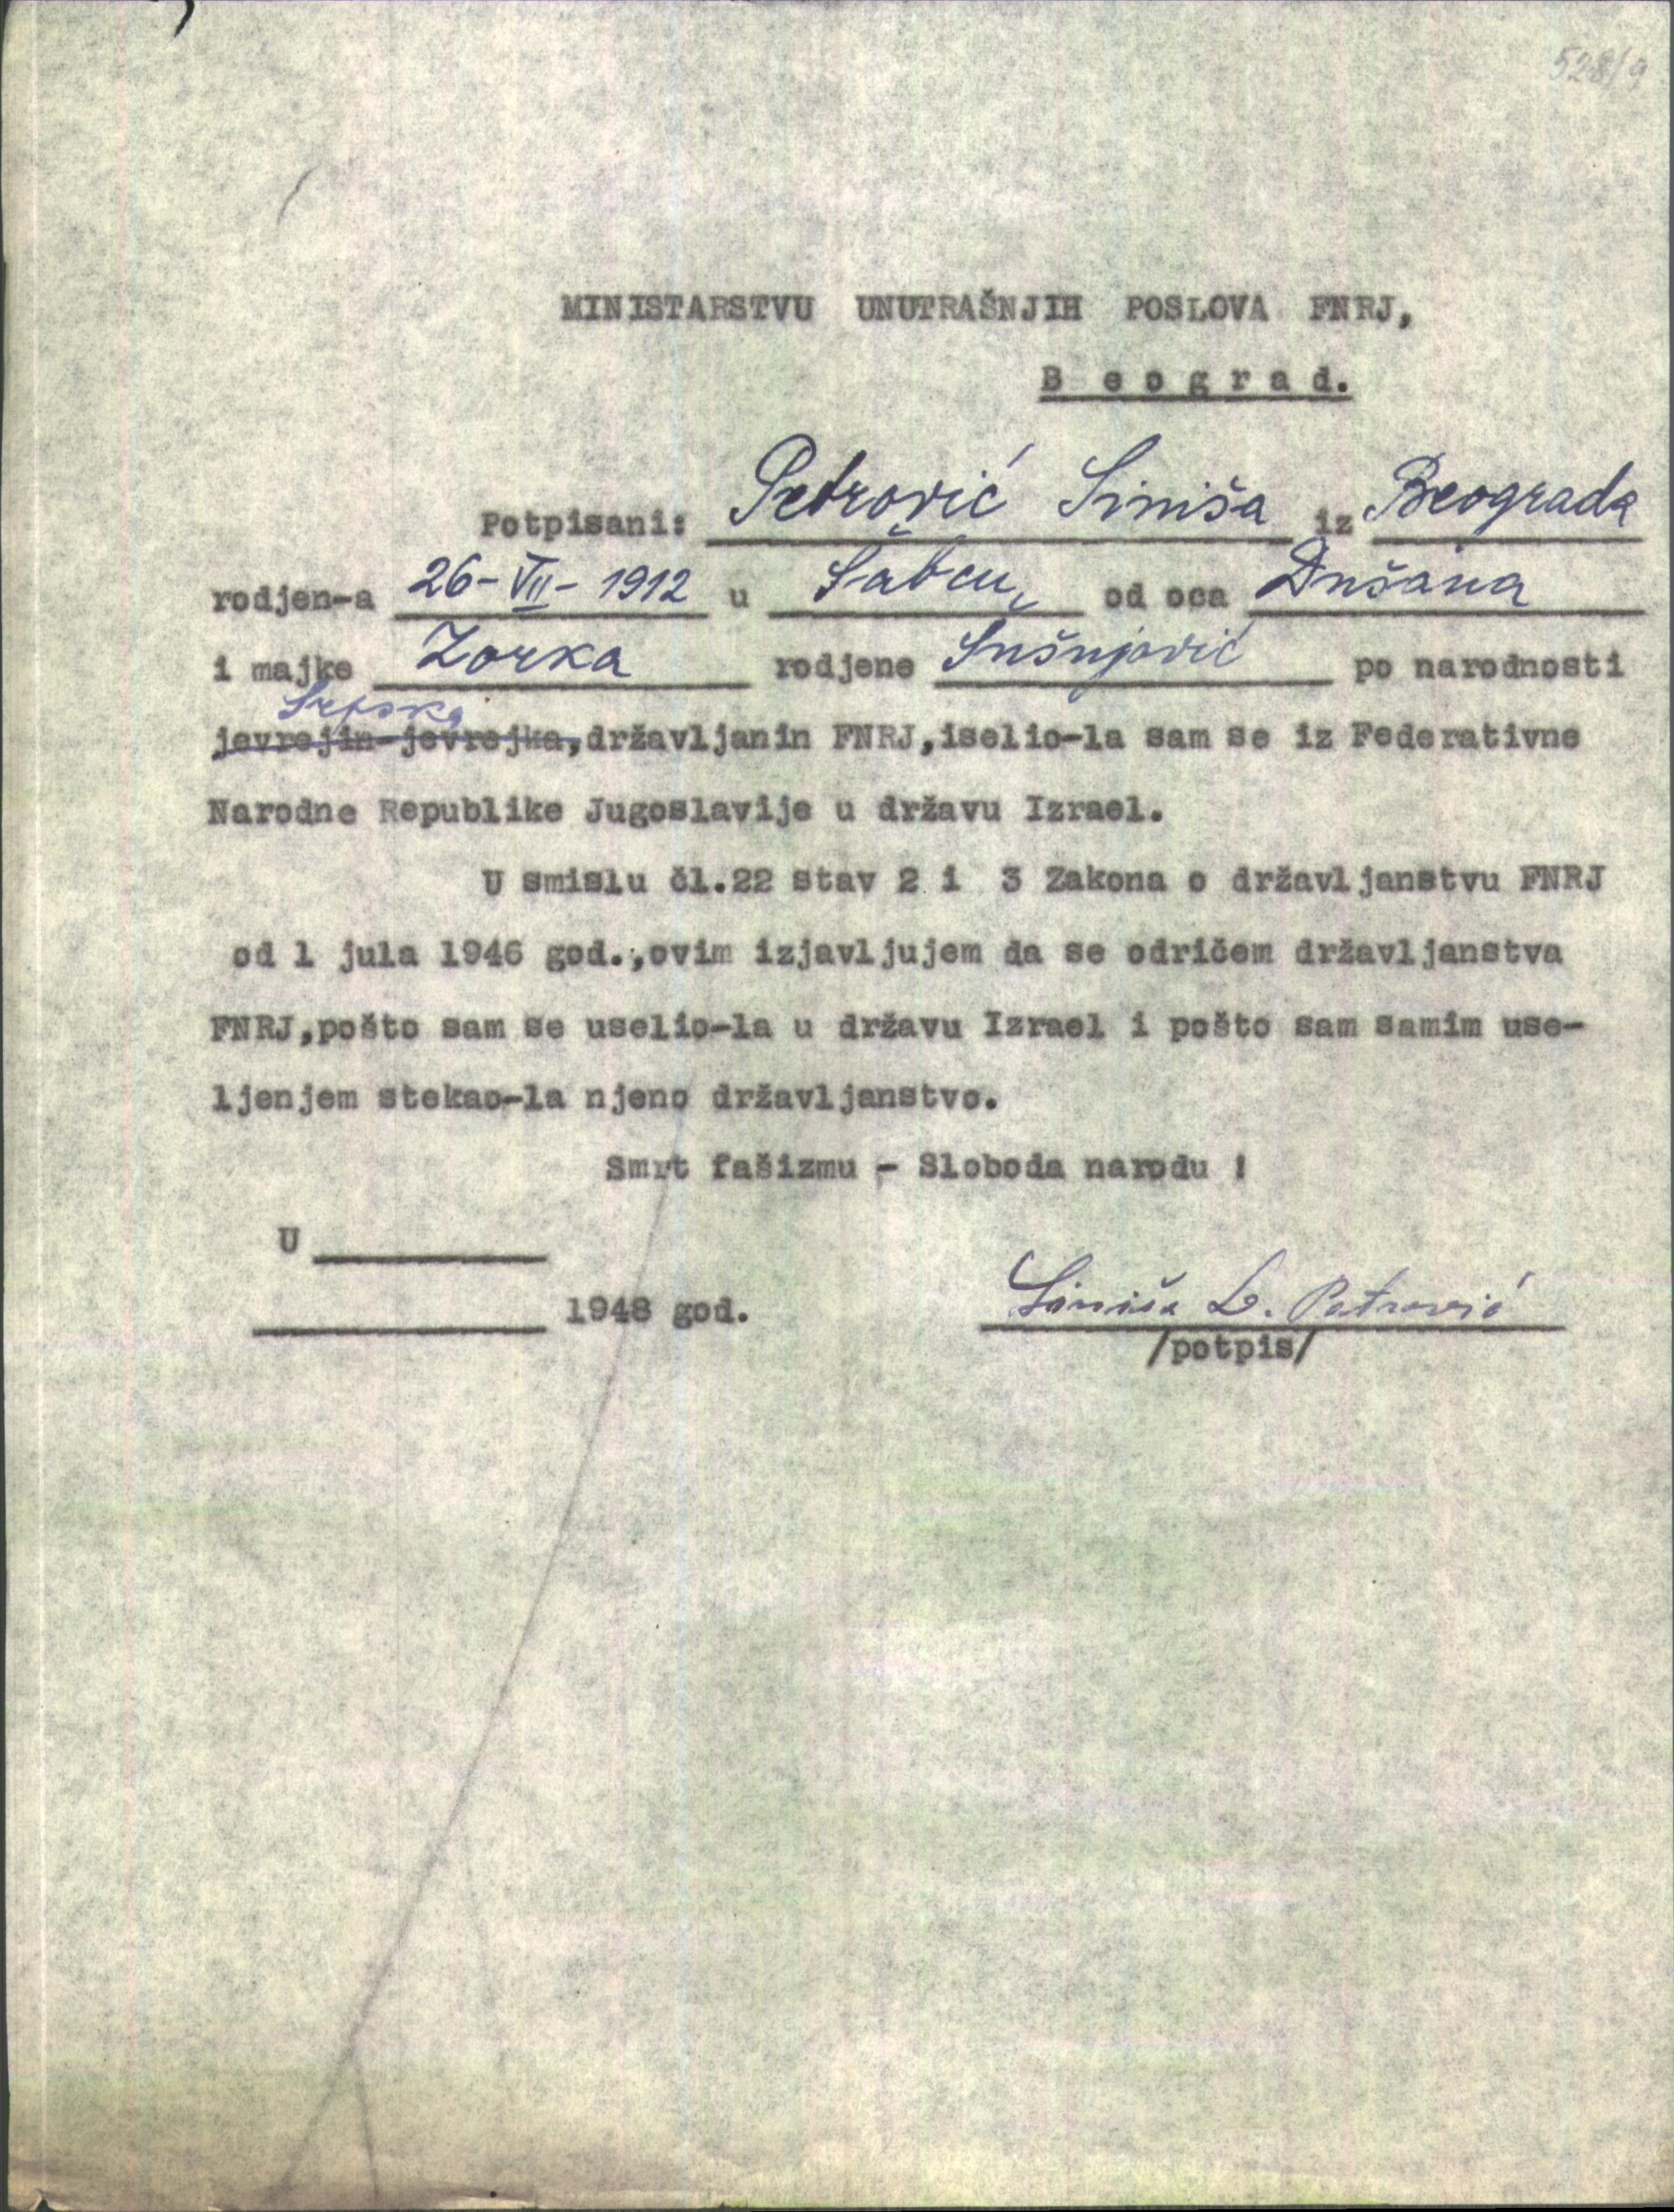 528/9
MINISTARSTVU UNUTRAŠNJIH POSLOVA FNRJ,
B e o g r a d.
Potpisani: Petrović Siniša iz Beograda
rodjen-a 26-VII-1912 u Šabcu, od oca Dušana
i majke Zorka rodjene Sušnjović po narodnosti
Srpske
jevrejin-jevrejka, državljanin FNRJ,iselio-la sam se iz Federativne
Narodne Republike Jugoslavije u državu Izrael.
U smislu čl.22 stav 2 i 3 Zakona o državljanstvu FNRJ
od 1 jula 1946 god.,ovim izjavljujem da se odričem državljanstva
FNRJ,pošto sam se uselio-la u državu Izrael i pošto sam samim use-
ljenjem stekao-la njeno državljanstvo.
Smrt fašizmu - Sloboda narodu !
U
1948 god.
Siniša D. Petrović
/potpis/